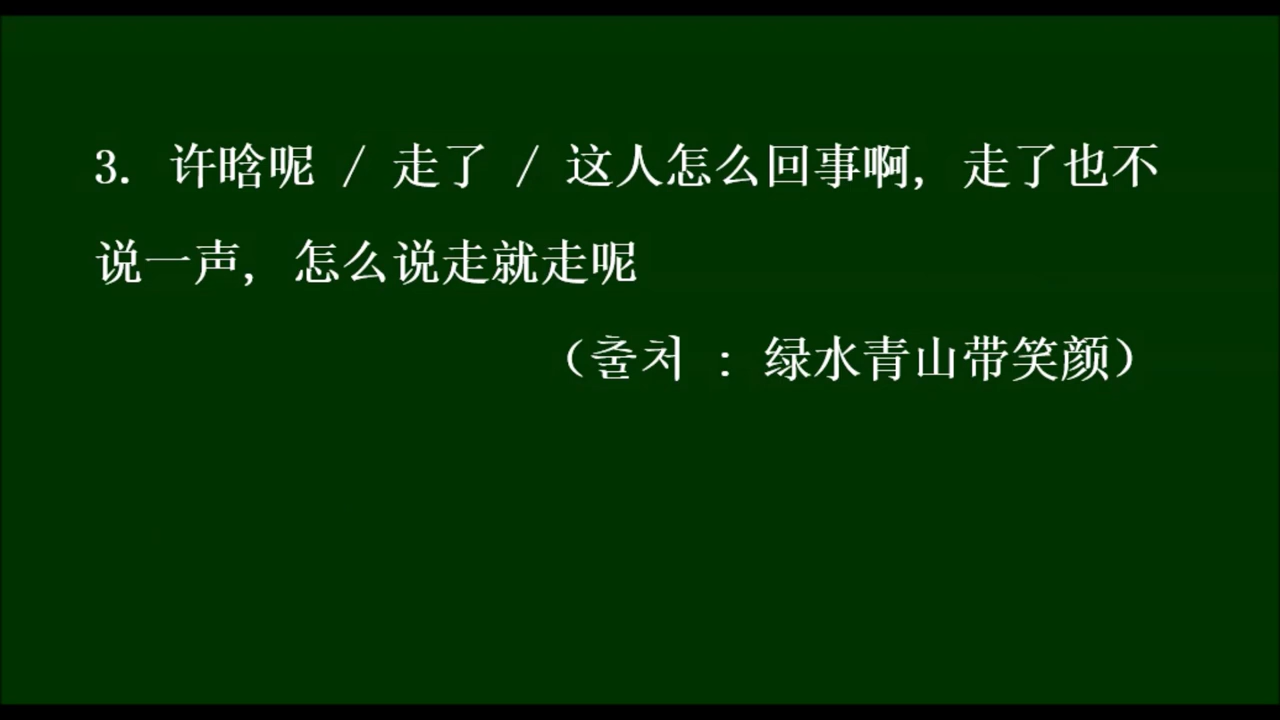 3. 许晗呢 / 走了 / 这人怎么回事啊, 走了也不
说一声, 怎么说走就走呢
(출처 : 绿水青山带笑颜)